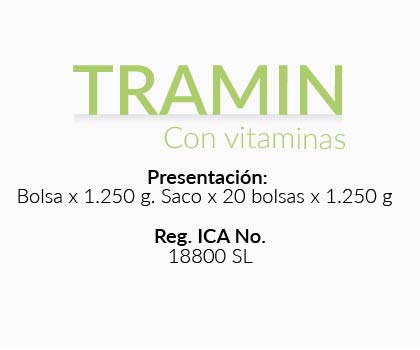 TRAMIN
Con vitaminas
Presentación:
Bolsa x 1.250 g. Saco x 20 bolsas x 1.250 g
Reg. ICA No.
18800 SL